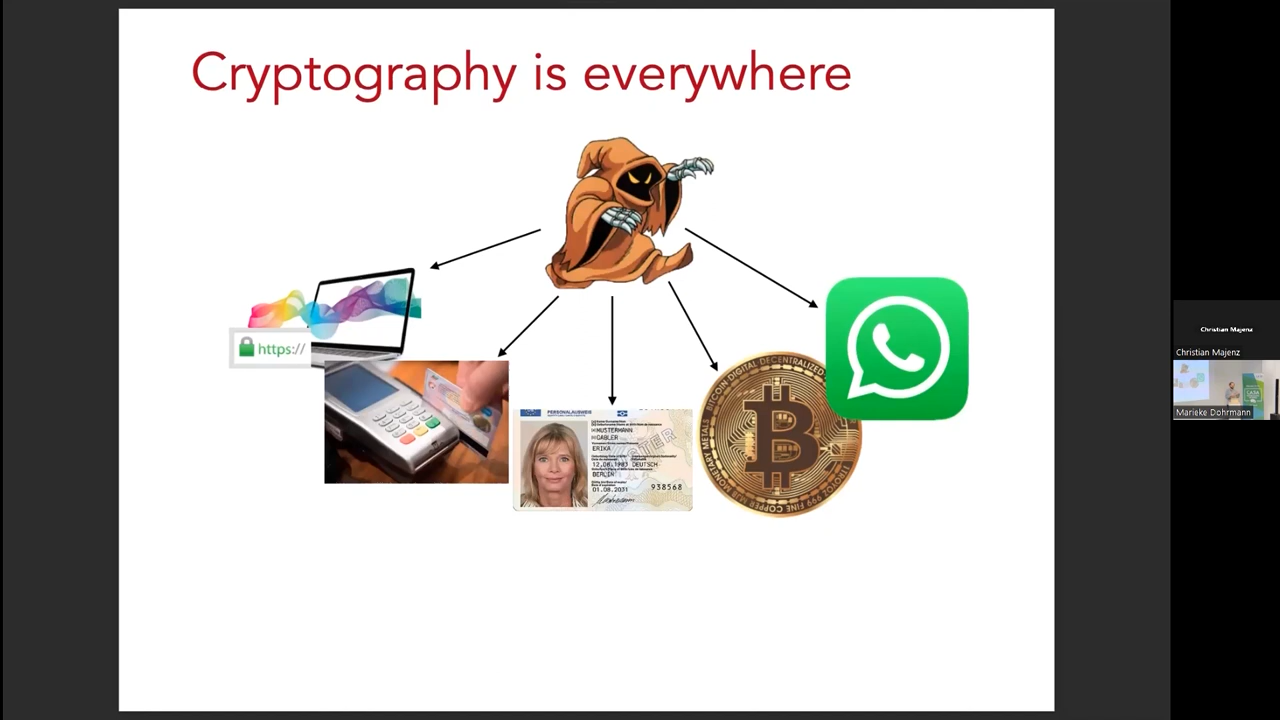 Cryptography is everywhere
https://
PERSONALAUSWEIS
MUSTERMANN
GABLER
ERIKA
12.08.1983 DEUTSCH
BERLIN
01.08.2031
938568
BITCOIN DIGITAL DECENTRALIZED
Christian Majenz
Christian Majenz
Marieke Dohrmann